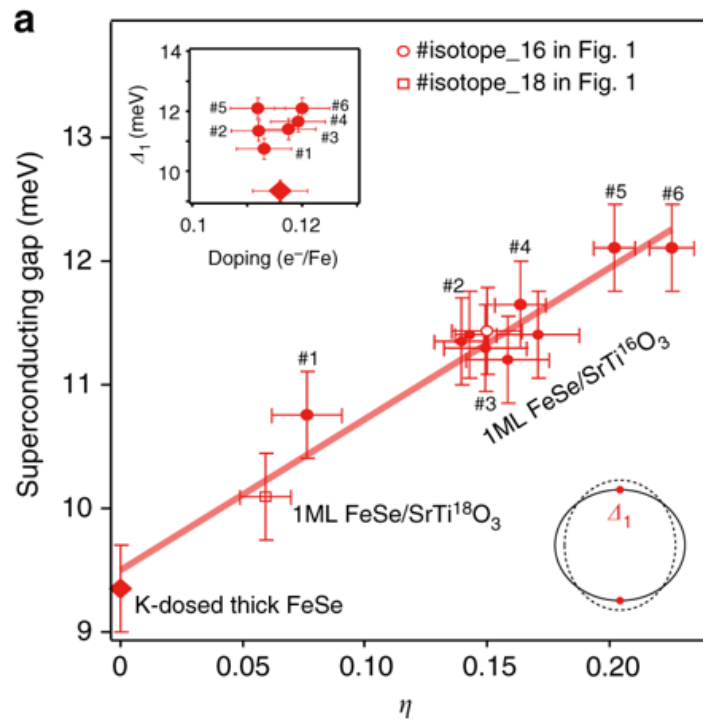 a
#isotope_16 in Fig. 1
#isotope_18 in Fig. 1
14
12
10
9
Δ₁ (meV)
#5
#6
#4
#2
#3
#1
0.1
0.12
Doping (e⁻/Fe)
Superconducting gap (meV)
13
12
11
10
9
#5
#6
#4
#2
#1
#3
1ML FeSe/SrTi¹⁶O₃
1ML FeSe/SrTi¹⁸O₃
Δ₁
K-dosed thick FeSe
0
0.05
0.10
0.15
0.20
η